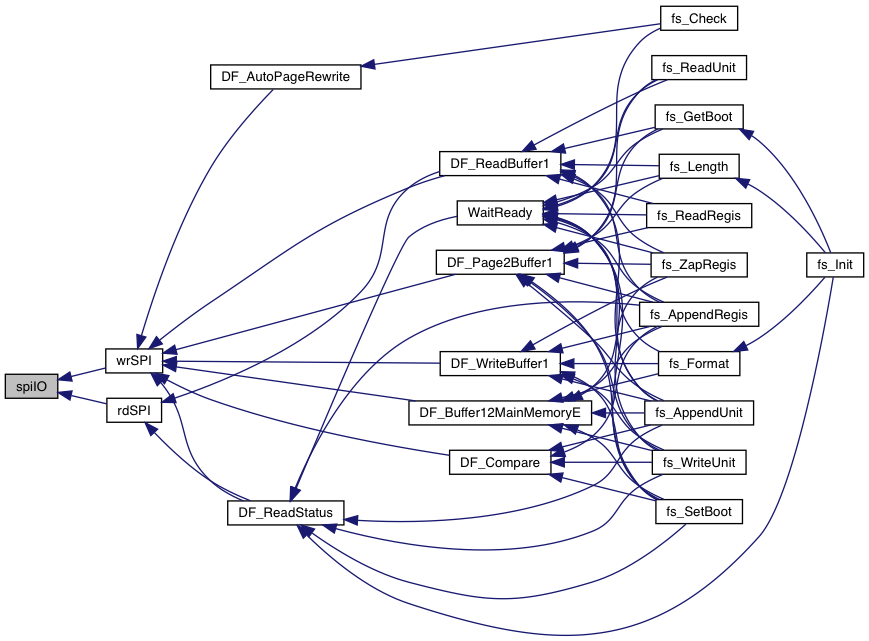 spiIO
wrSPI
rdSPI
DF_AutoPageRewrite
DF_ReadBuffer1
WaitReady
DF_Page2Buffer1
DF_WriteBuffer1
DF_Buffer12MainMemoryE
DF_Compare
DF_ReadStatus
fs_Check
fs_ReadUnit
fs_GetBoot
fs_Length
fs_ReadRegis
fs_ZapRegis
fs_AppendRegis
fs_Format
fs_AppendUnit
fs_WriteUnit
fs_SetBoot
fs_Init